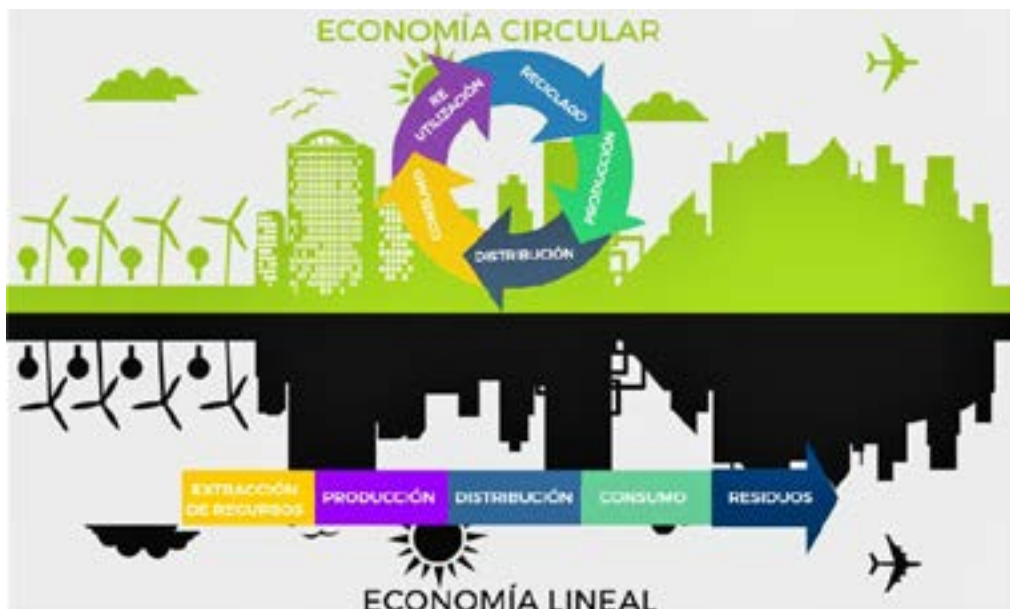 ECONOMÍA CIRCULAR
RE
UTILIZACIÓN
RECICLADO
PRODUCCIÓN
DISTRIBUCIÓN
CONSUMO
EXTRACCIÓN
DE RECURSOS
PRODUCCIÓN
DISTRIBUCIÓN
CONSUMO
RESIDUOS
ECONOMÍA LINEAL